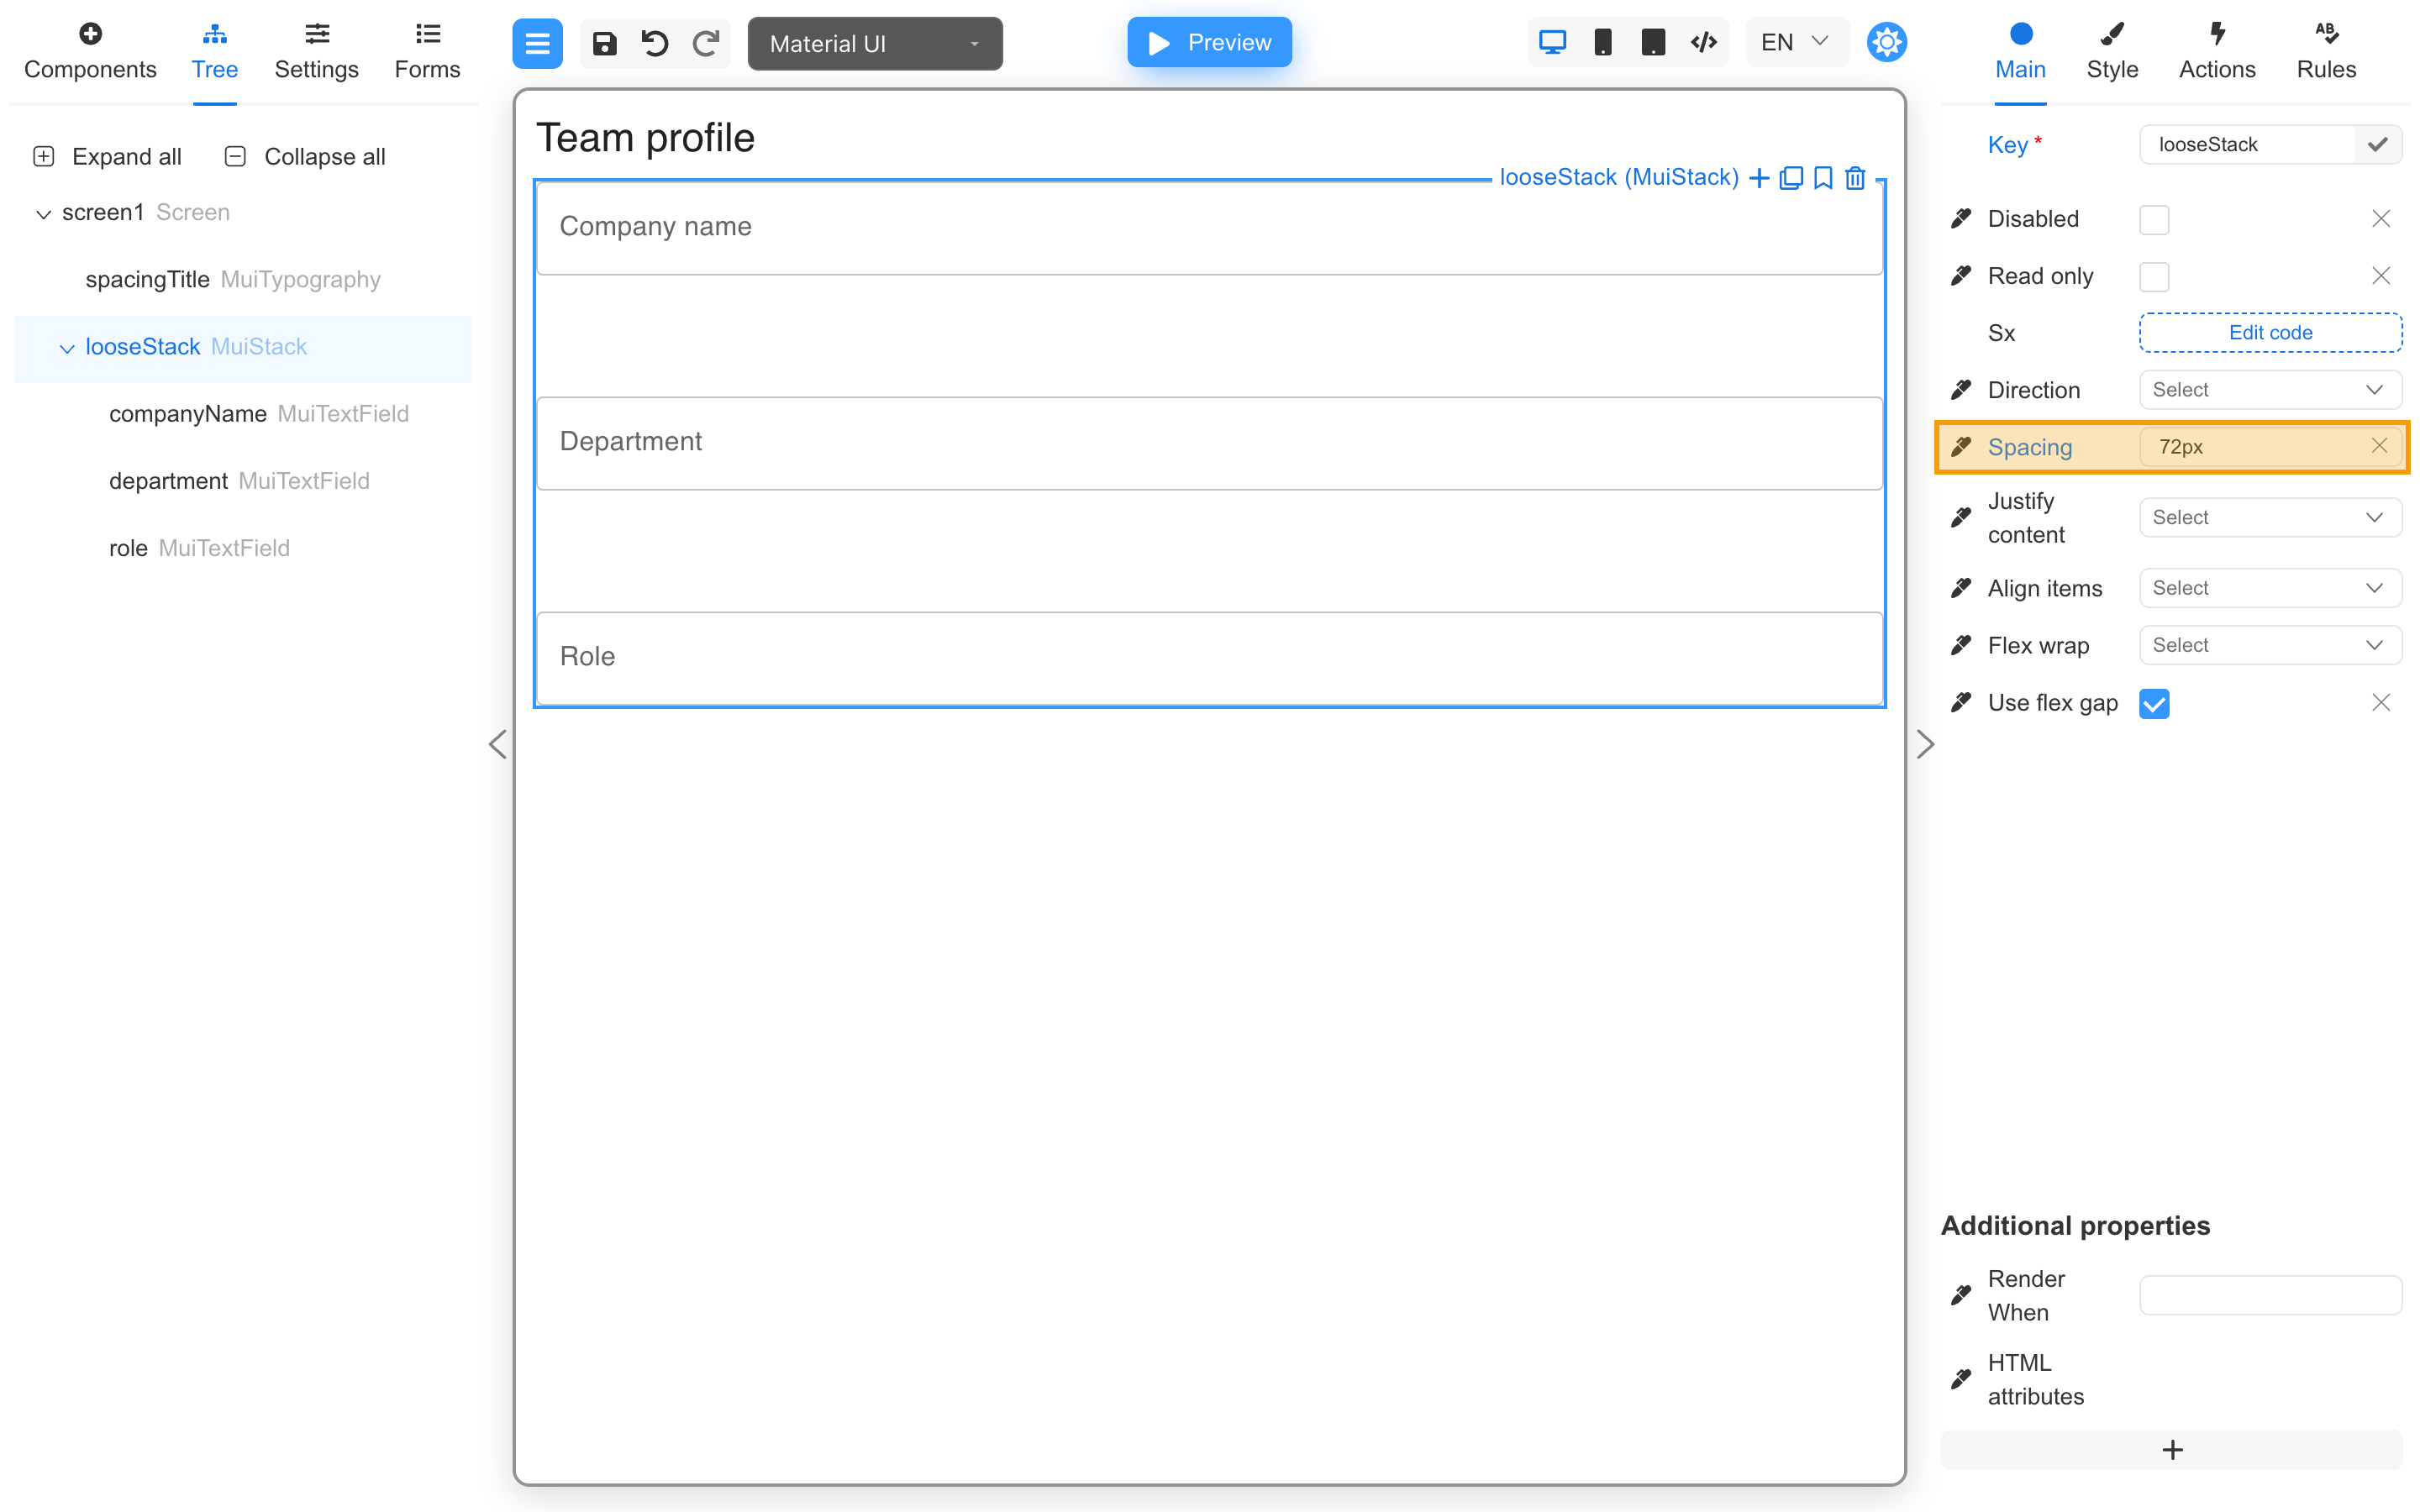 Components
Tree
Settings
Forms
Material UI
Preview
EN
Main
Style
Actions
Rules
Expand all
Collapse all
screen1 Screen
spacingTitle MuiTypography
looseStack MuiStack
companyName MuiTextField
department MuiTextField
role MuiTextField
Team profile
looseStack (MuiStack)
Company name
Department
Role
Key * looseStack
Disabled
Read only
Sx Edit code
Direction Select
Spacing 72px
Justify
content
Select
Align items Select
Flex wrap Select
Use flex gap
Additional properties
Render
When
HTML
attributes